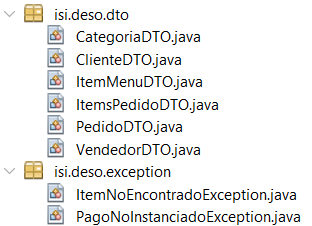 isi.deso.dto
CategoriaDTO.java
ClienteDTO.java
ItemMenuDTO.java
ItemsPedidoDTO.java
PedidoDTO.java
VendedorDTO.java
isi.deso.exception
ItemNoEncontradoException.java
PagoNoInstanciadoException.java